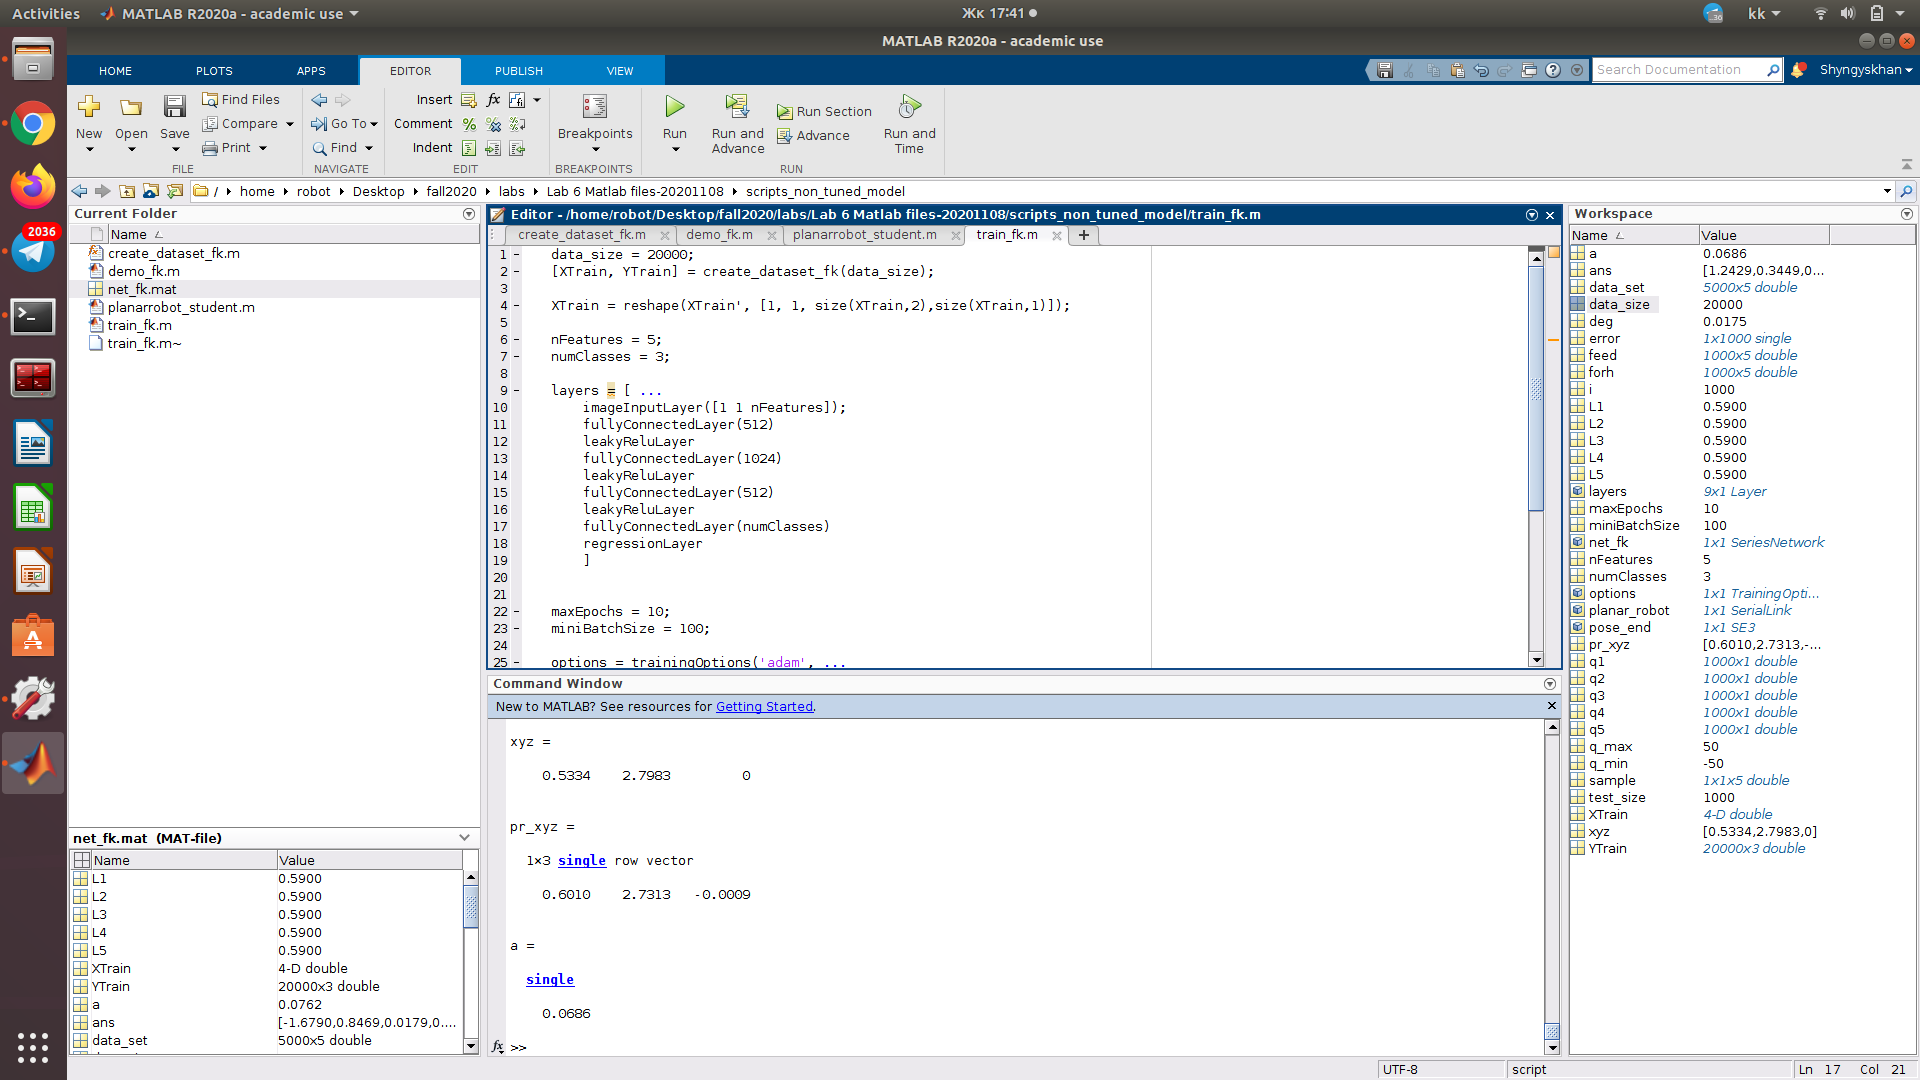 Activities
MATLAB R2020a - academic use
Жк 17:41
36
kk
MATLAB R2020a - academic use
HOME PLOTS APPS EDITOR PUBLISH VIEW
Search Documentation
Shyngyskhan
New
Open
Save
Find Files
Compare
Print
FILE
Go To
Find
NAVIGATE
Insert
Comment
Indent
EDIT
Breakpoints
BREAKPOINTS
Run
Run and Advance
Run Section
Advance
Run and Time
RUN
/ home robot Desktop fall2020 labs Lab 6 Matlab files-20201108 scripts_non_tuned_model
2036
Current Folder
Name
create_dataset_fk.m
demo_fk.m
net_fk.mat
planarrobot_student.m
train_fk.m
train_fk.m~
net_fk.mat (MAT-file)
Name Value
L1 0.5900
L2 0.5900
L3 0.5900
L4 0.5900
L5 0.5900
XTrain 4-D double
YTrain 20000x3 double
a 0.0762
ans [-1.6790,0.8469,0.0179,0....
data_set 5000x5 double
Editor - /home/robot/Desktop/fall2020/labs/Lab 6 Matlab files-20201108/scripts_non_tuned_model/train_fk.m
create_dataset_fk.m demo_fk.m planarrobot_student.m train_fk.m
1 - data_size = 20000;
2 - [XTrain, YTrain] = create_dataset_fk(data_size);
3
4 - XTrain = reshape(XTrain', [1, 1, size(XTrain,2),size(XTrain,1)]);
5
6 - nFeatures = 5;
7 - numClasses = 3;
8
9 - layers = [ ...
10 imageInputLayer([1 1 nFeatures]);
11 fullyConnectedLayer(512)
12 leakyReluLayer
13 fullyConnectedLayer(1024)
14 leakyReluLayer
15 fullyConnectedLayer(512)
16 leakyReluLayer
17 fullyConnectedLayer(numClasses)
18 regressionLayer
19 ]
20
21
22 - maxEpochs = 10;
23 - miniBatchSize = 100;
24
25 - options = trainingOptions('adam', ...
Command Window
New to MATLAB? See resources for Getting Started.
xyz =
0.5334 2.7983 0
pr_xyz =
1×3 single row vector
0.6010 2.7313 -0.0009
a =
single
0.0686
fx >>
Workspace
Name Value
a 0.0686
ans [1.2429,0.3449,0...
data_set 5000x5 double
data_size 20000
deg 0.0175
error 1x1000 single
feed 1000x5 double
forh 1000x5 double
i 1000
L1 0.5900
L2 0.5900
L3 0.5900
L4 0.5900
L5 0.5900
layers 9x1 Layer
maxEpochs 10
miniBatchSize 100
net_fk 1x1 SeriesNetwork
nFeatures 5
numClasses 3
options 1x1 TrainingOpti...
planar_robot 1x1 SerialLink
pose_end 1x1 SE3
pr_xyz [0.6010,2.7313,-...
q1 1000x1 double
q2 1000x1 double
q3 1000x1 double
q4 1000x1 double
q5 1000x1 double
q_max 50
q_min -50
sample 1x1x5 double
test_size 1000
XTrain 4-D double
xyz [0.5334,2.7983,0]
YTrain 20000x3 double
UTF-8
script
Ln 17 Col 21